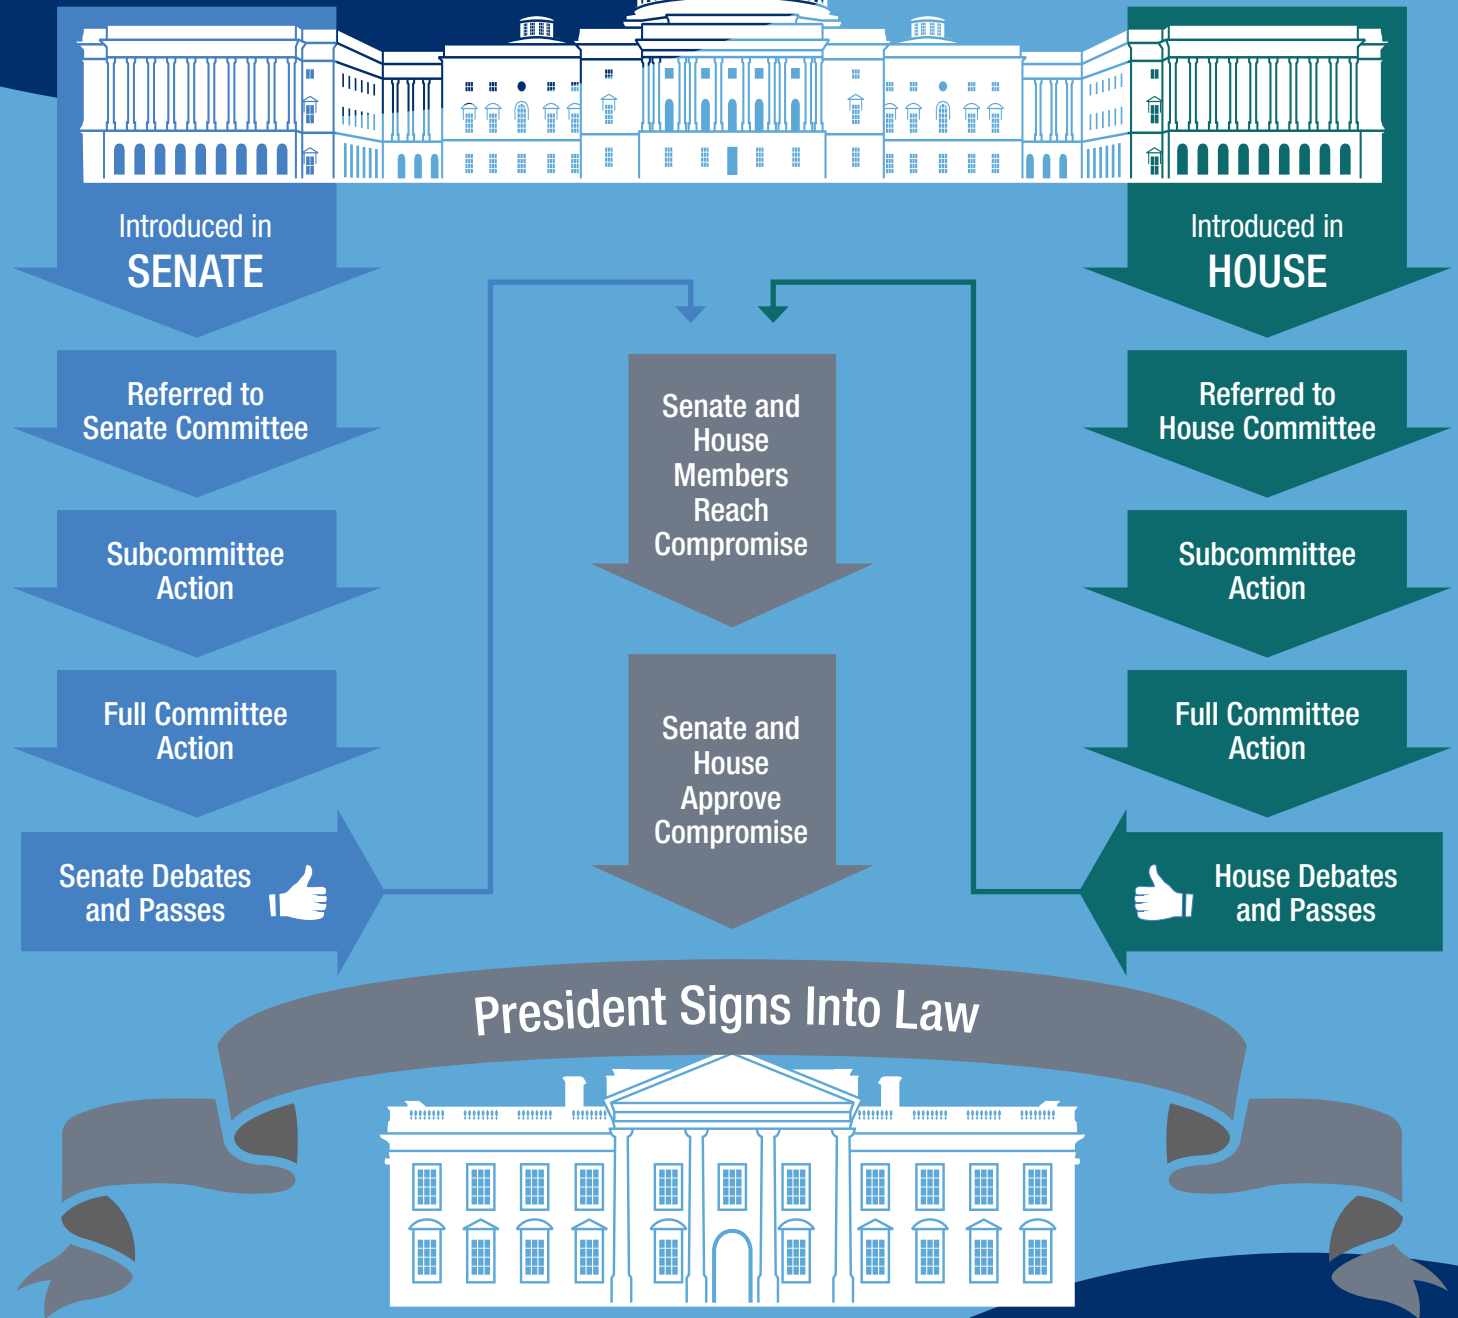 Introduced in
SENATE
Referred to
Senate Committee
Subcommittee
Action
Full Committee
Action
Senate Debates
and Passes
Senate and
House
Members
Reach
Compromise
Senate and
House
Approve
Compromise
Introduced in
HOUSE
Referred to
House Committee
Subcommittee
Action
Full Committee
Action
House Debates
and Passes
President Signs Into Law